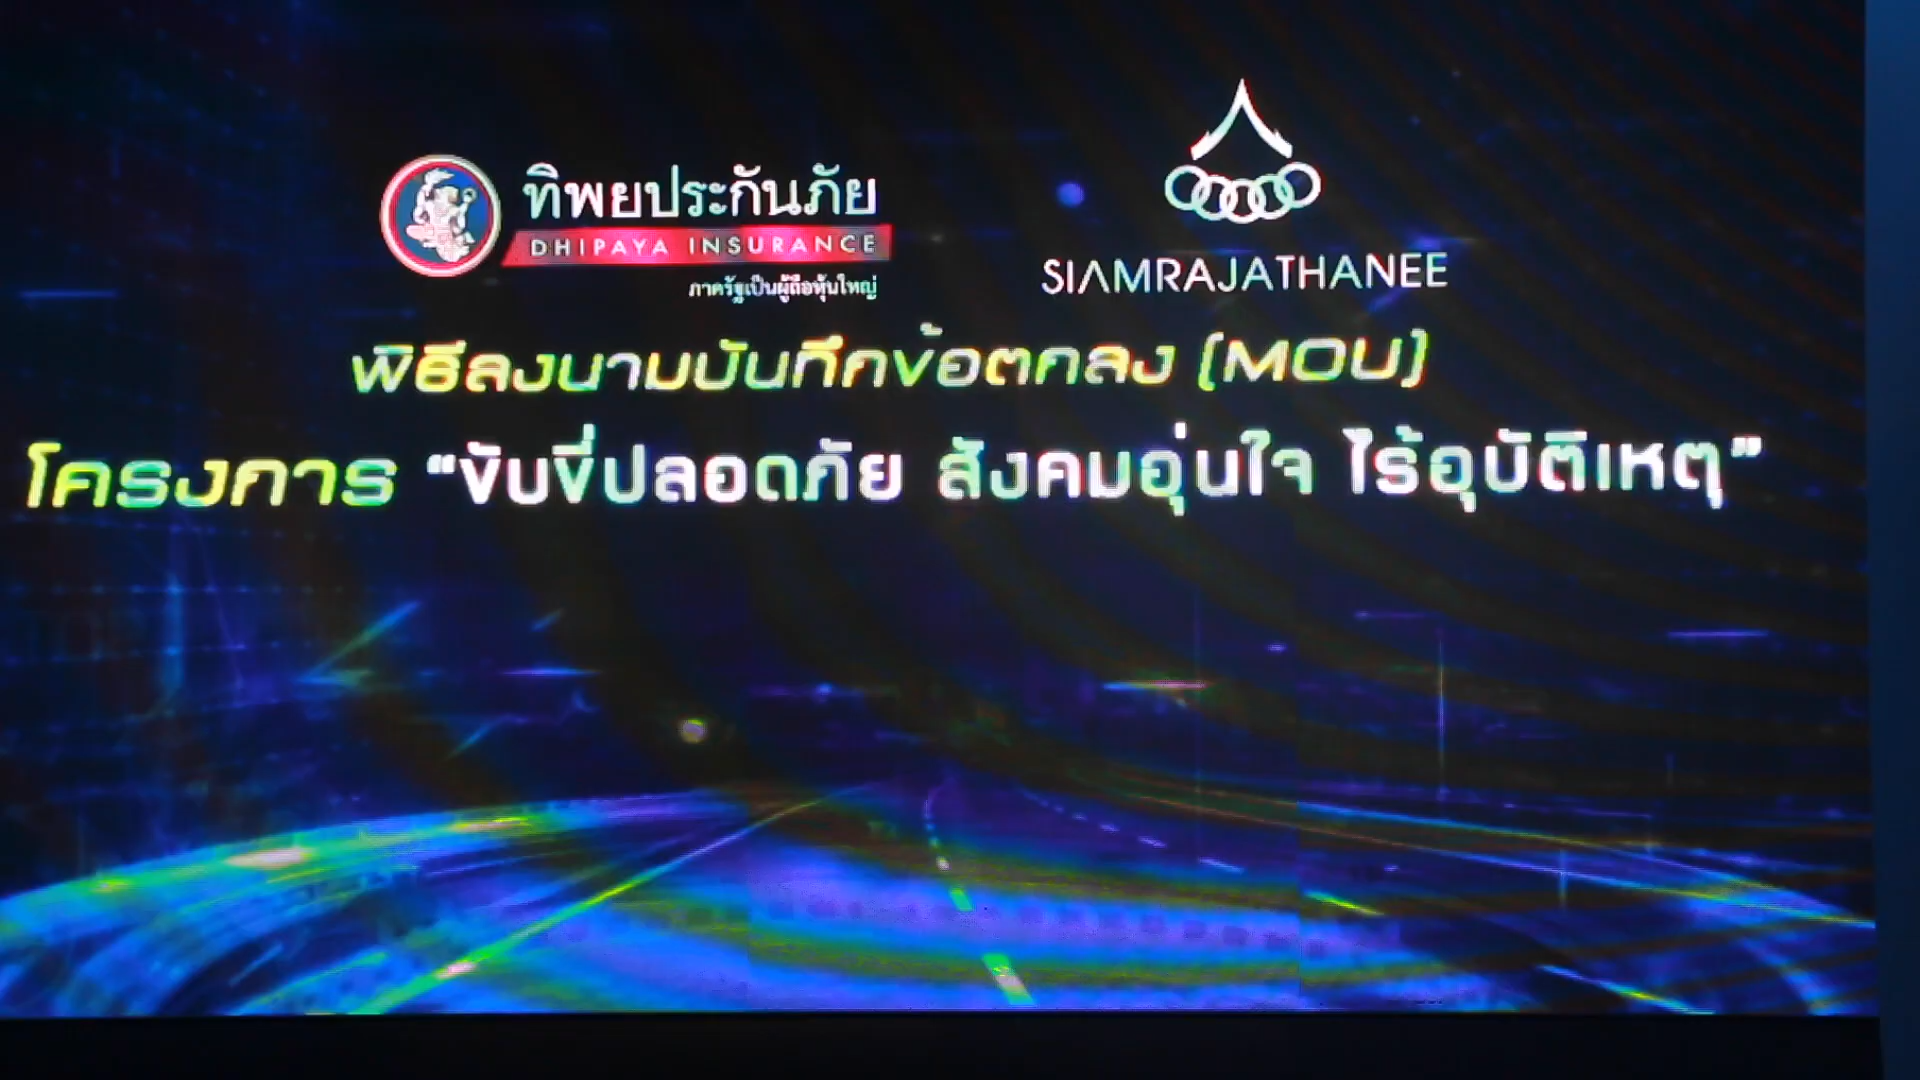 ทิพยประกันภัย
DHIPAYA INSURANCE
ภาครัฐเป็นผู้ถือหุ้นใหญ่
SIAMRAJATHANEE
พิธีลงนามบันทึกข้อตกลง (MOU)
โครงการ “ขับขี่ปลอดภัย สังคมอุ่นใจ ไร้อุบัติเหตุ”